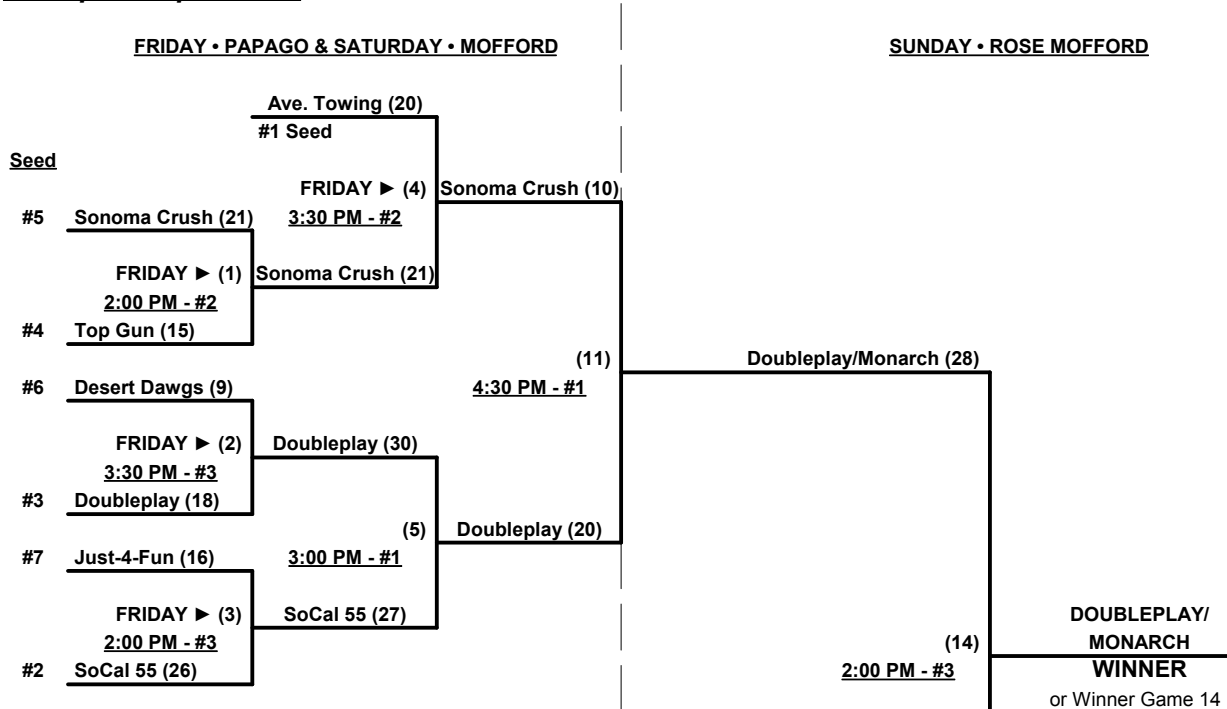 FRIDAY • PAPAGO & SATURDAY • MOFFORD
SUNDAY • ROSE MOFFORD
Ave. Towing (20)
#1 Seed
Seed
FRIDAY ► (4)
Sonoma Crush (10)
#5
Sonoma Crush (21)
3:30 PM - #2
FRIDAY ► (1)
Sonoma Crush (21)
2:00 PM - #2
#4
Top Gun (15)
(11)
Doubleplay/Monarch (28)
#6
Desert Dawgs (9)
4:30 PM - #1
FRIDAY ► (2)
Doubleplay (30)
3:30 PM - #3
#3
Doubleplay (18)
(5)
Doubleplay (20)
#7
Just-4-Fun (16)
3:00 PM - #1
FRIDAY ► (3)
SoCal 55 (27)
DOUBLEPLAY/
2:00 PM - #3
(14)
MONARCH
#2
SoCal 55 (26)
2:00 PM - #3
WINNER
or Winner Game 14